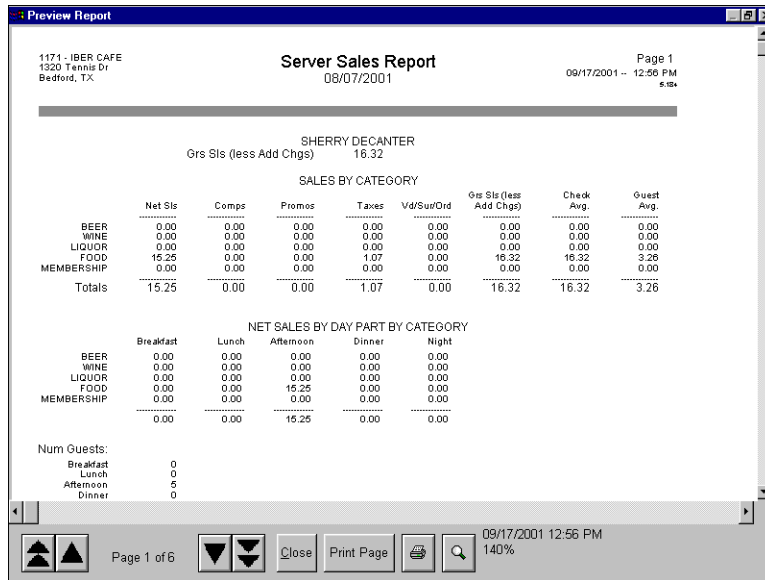 Preview Report
1171 - IBER CAFE
1320 Tennis Dr
Bedford, TX
Server Sales Report
08/07/2001
Page 1
09/17/2001 -- 12:56 PM
5.18+
SHERRY DECANTER
Grs Sls (less Add Chgs) 16.32
SALES BY CATEGORY
Net Sls Comps Promos Taxes Vd/Sur/Ord Grs Sls (less Add Chgs) Check Avg. Guest Avg.
BEER 0.00 0.00 0.00 0.00 0.00 0.00 0.00 0.00
WINE 0.00 0.00 0.00 0.00 0.00 0.00 0.00 0.00
LIQUOR 0.00 0.00 0.00 0.00 0.00 0.00 0.00 0.00
FOOD 15.25 0.00 0.00 1.07 0.00 16.32 16.32 3.26
MEMBERSHIP 0.00 0.00 0.00 0.00 0.00 0.00 0.00 0.00
Totals 15.25 0.00 0.00 1.07 0.00 16.32 16.32 3.26
NET SALES BY DAY PART BY CATEGORY
Breakfast Lunch Afternoon Dinner Night
BEER 0.00 0.00 0.00 0.00 0.00
WINE 0.00 0.00 0.00 0.00 0.00
LIQUOR 0.00 0.00 0.00 0.00 0.00
FOOD 0.00 0.00 15.25 0.00 0.00
MEMBERSHIP 0.00 0.00 0.00 0.00 0.00
0.00 0.00 15.25 0.00 0.00
Num Guests:
Breakfast 0
Lunch 0
Afternoon 5
Dinner 0
Page 1 of 6
Close
Print Page
09/17/2001 12:56 PM
140%